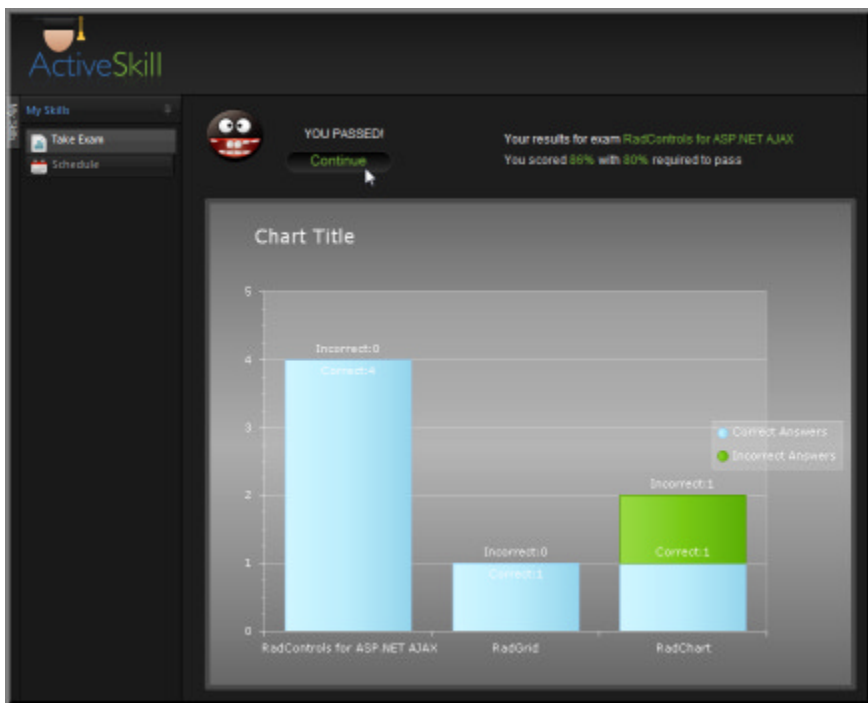 ActiveSkill
My Skills
My Skills
Take Exam
Schedule
YOU PASSED!
Continue
Your results for exam RadControls for ASP.NET AJAX
You scored 86% with 80% required to pass
Chart Title
5
4
3
2
1
0
Incorrect:0
Correct:4
Incorrect:0
Correct:1
Incorrect:1
Correct:1
Correct Answers
Incorrect Answers
RadControls for ASP.NET AJAX
RadGrid
RadChart